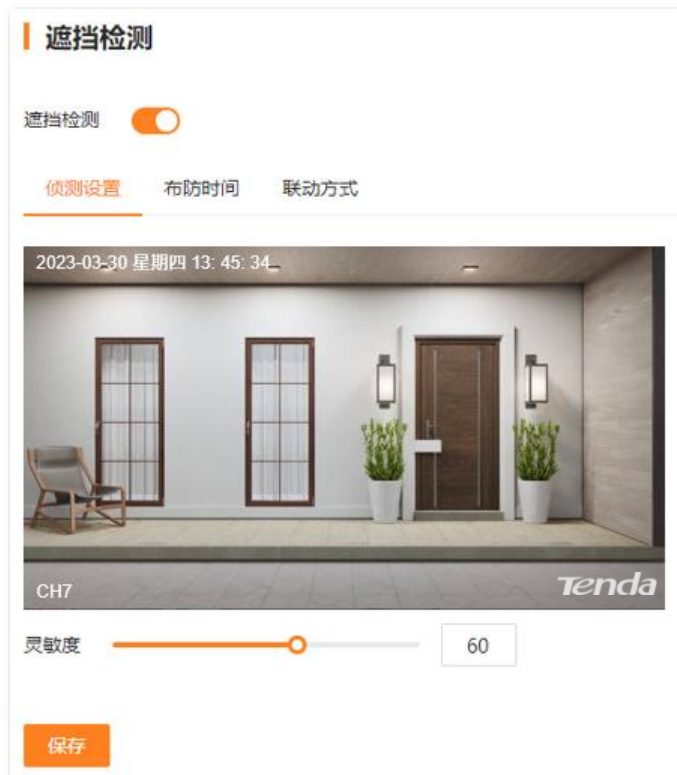 遮挡检测
遮挡检测
侦测设置 布防时间 联动方式
2023-03-30 星期四 13: 45: 34
CH7 Tenda
灵敏度 60
保存